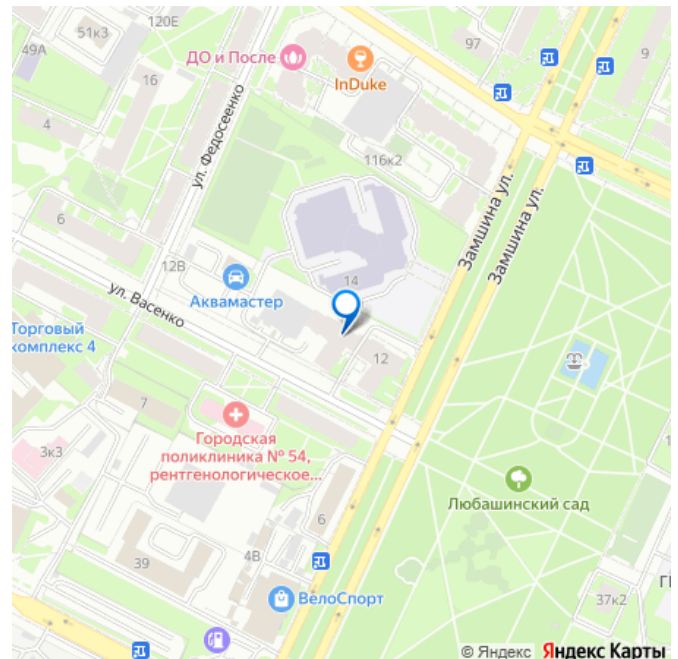 120Е
51к3
49А
ДО и После
InDuke
97
9
16
4
ул. Федосеенко
116к2
Замшина ул.
Замшина ул.
6
12В
14
Аквамастер
ул. Васенко
Торговый
комплекс 4
12
7
Городская
поликлиника № 54,
рентгенологическое...
3к3
Любашинский сад
6
39
4В
ВелоСпорт
37к2
© Яндекс Яндекс Карты